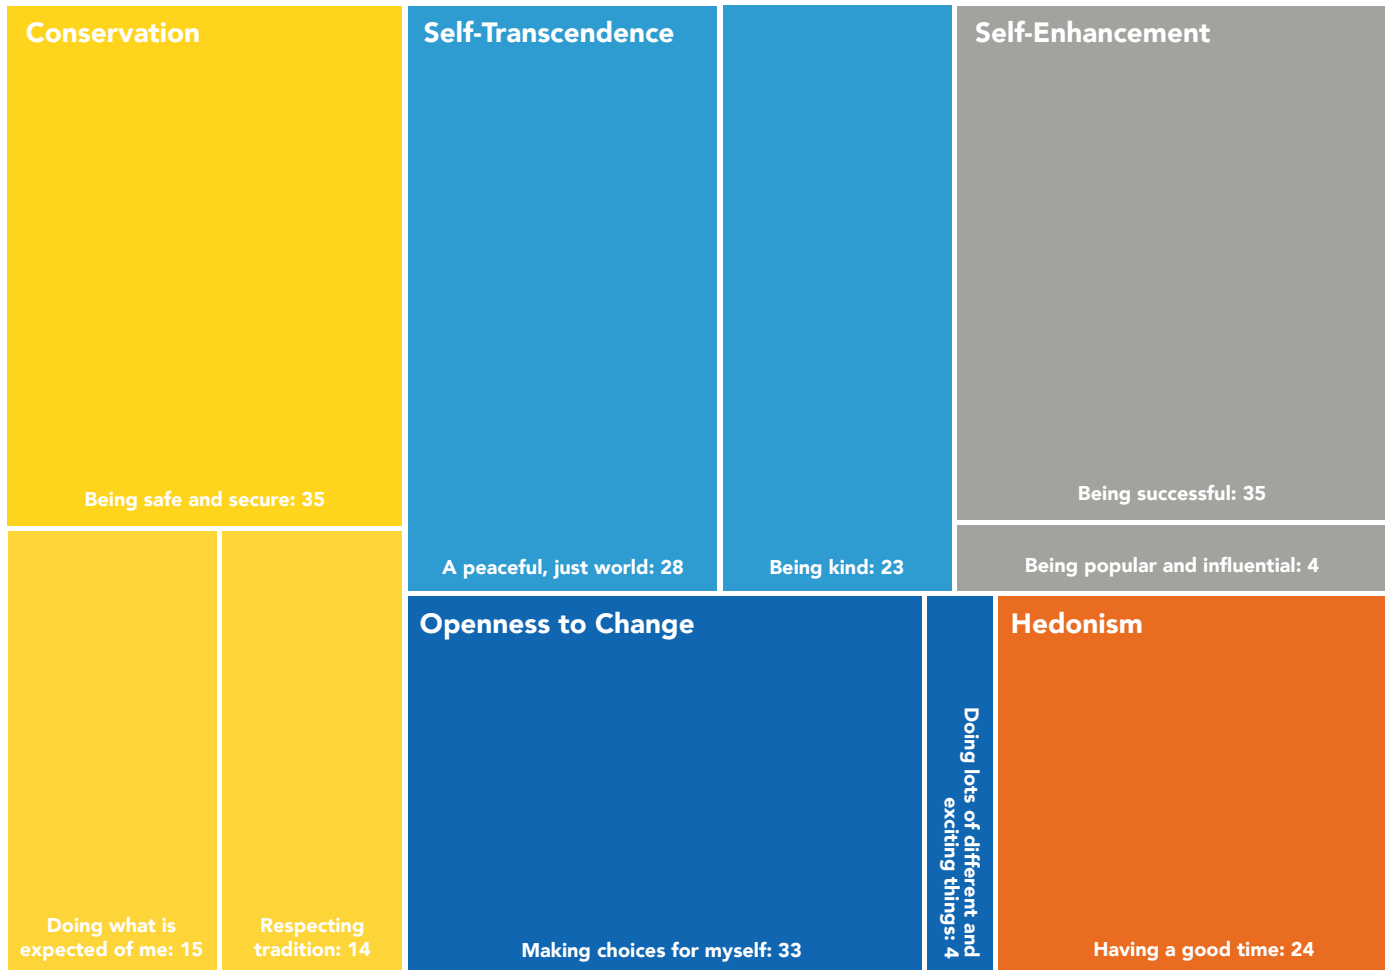 Conservation
Being safe and secure: 35
Doing what is
expected of me: 15
Respecting
tradition: 14
Self-Transcendence
A peaceful, just world: 28
Being kind: 23
Self-Enhancement
Being successful: 35
Being popular and influential: 4
Openness to Change
Making choices for myself: 33
Doing lots of different and
exciting things: 4
Hedonism
Having a good time: 24